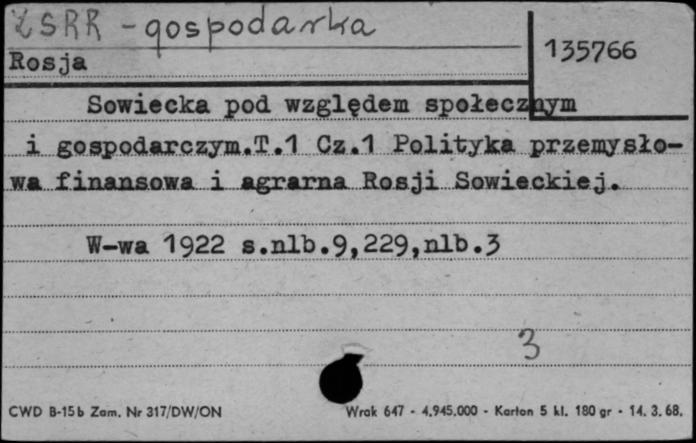 ZSRR - gospodarka
135766
Rosja
Sowiecka pod względem społecznym
i gospodarczym.T.1 Cz.1 Polityka przemysło-
wa finansowa i agrarna Rosji Sowieckiej.
W-wa 1922 s.nlb.9,229,nlb.3
3
CWD B-15b Zam. Nr 317/DW/ON Wrak 647 - 4.945.000 - Karton 5 kl. 180 gr - 14. 3. 68.